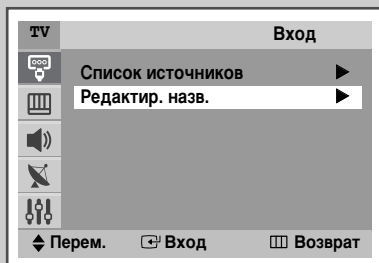 TV Вход
Список источников
Редактир. назв.
Перем. Вход Возврат